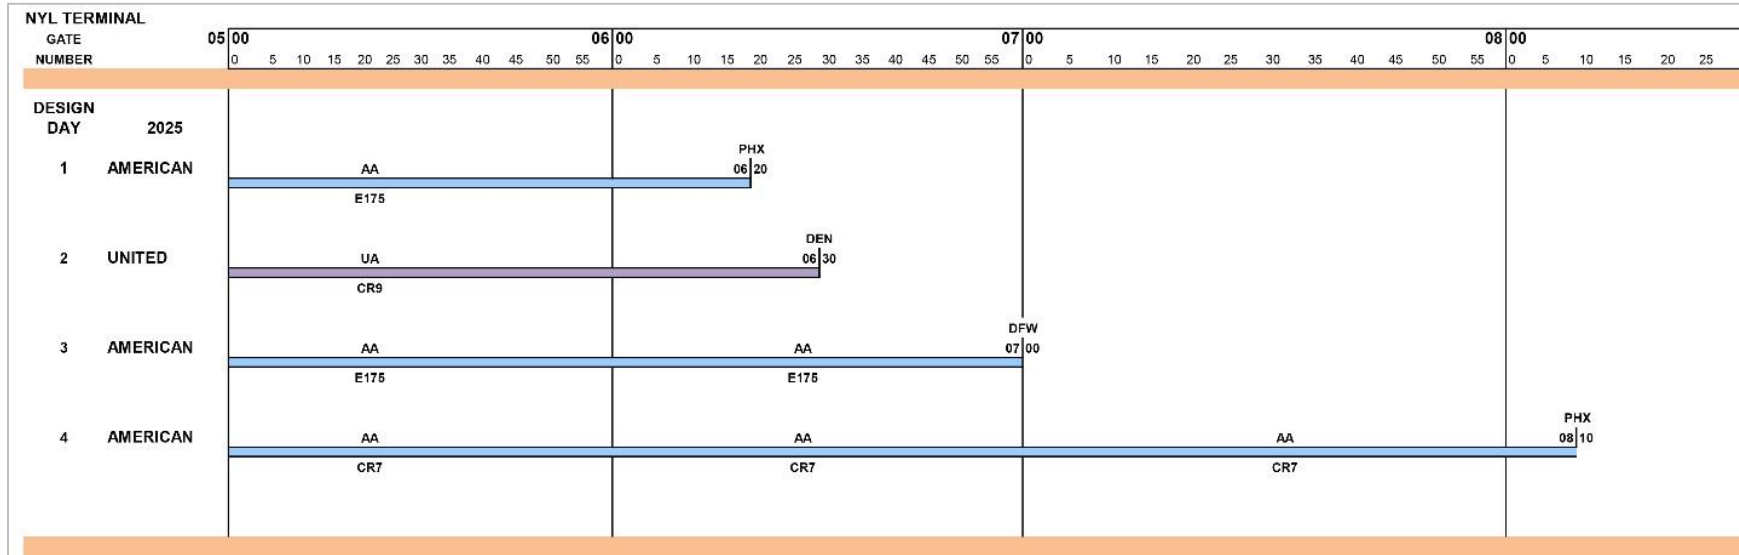 NYL TERMINAL
GATE 05 00 06 00 07 00 08 00
NUMBER 0 5 10 15 20 25 30 35 40 45 50 55 0 5 10 15 20 25 30 35 40 45 50 55 0 5 10 15 20 25 30 35 40 45 50 55 0 5 10 15 20 25
DESIGN
DAY 2025
PHX
1 AMERICAN AA 06 20
E175
DEN
2 UNITED UA 06 30
CR9
DFW
3 AMERICAN AA AA 07 00
E175 E175
PHX
4 AMERICAN AA AA AA 08 10
CR7 CR7 CR7